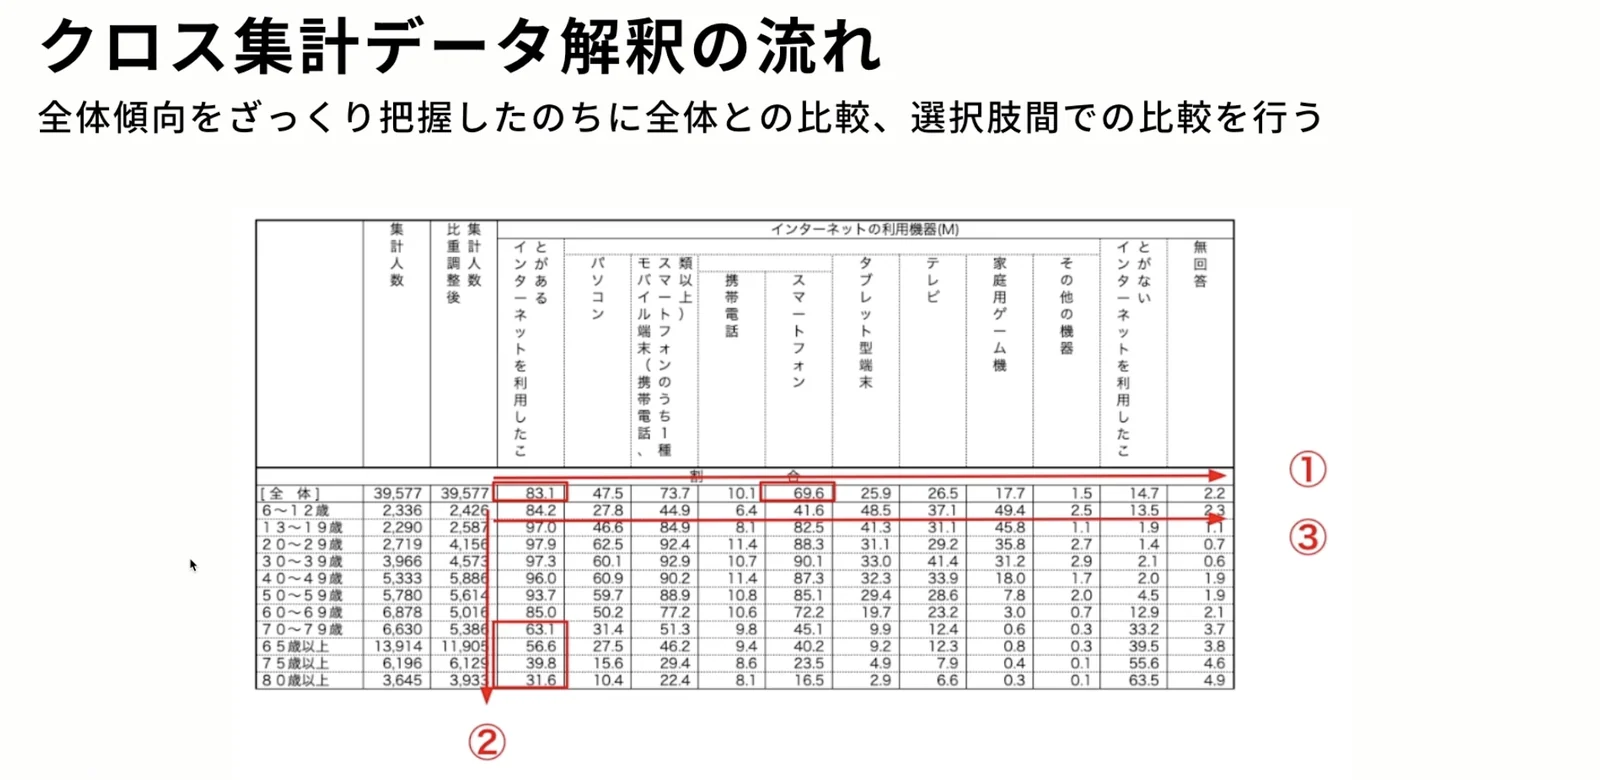 クロス集計データ解釈の流れ
全体傾向をざっくり把握したのちに全体との比較、選択肢間での比較を行う
集計人数
集計人数
比重調整後
インターネットの利用機器(M)
インターネットを利用したことがある
パソコン
モバイル端末（携帯電話、スマートフォンのうち1種類以上）
携帯電話
スマートフォン
タブレット型端末
テレビ
家庭用ゲーム機
その他の機器
インターネットを利用したことがない
無回答
割 合
①
[全 体] 39,577 39,577 83.1 47.5 73.7 10.1 69.6 25.9 26.5 17.7 1.5 14.7 2.2
6～12歳 2,336 2,426 84.2 27.8 44.9 6.4 41.6 48.5 37.1 49.4 2.5 13.5 2.3
13～19歳 2,290 2,587 97.0 46.6 84.9 8.1 82.5 41.3 31.1 45.8 1.1 1.9 1.1
③
20～29歳 2,719 4,156 97.9 62.5 92.4 11.4 88.3 31.1 29.2 35.8 2.7 1.4 0.7
30～39歳 3,966 4,573 97.3 60.1 92.9 10.7 90.1 33.0 41.4 31.2 2.9 2.1 0.6
40～49歳 5,333 5,886 96.0 60.9 90.2 11.4 87.3 32.3 33.9 18.0 1.7 2.0 1.9
50～59歳 5,780 5,614 93.7 59.7 88.9 10.8 85.1 29.4 28.6 7.8 2.0 4.5 1.9
60～69歳 6,878 5,016 85.0 50.2 77.2 10.6 72.2 19.7 23.2 3.0 0.7 12.9 2.1
70～79歳 6,630 5,386 63.1 31.4 51.3 9.8 45.1 9.9 12.4 0.6 0.3 33.2 3.7
65歳以上 13,914 11,905 56.6 27.5 46.2 9.4 40.2 9.2 12.3 0.8 0.3 39.5 3.8
75歳以上 6,196 6,129 39.8 15.6 29.4 8.6 23.5 4.9 7.9 0.4 0.1 55.6 4.6
80歳以上 3,645 3,933 31.6 10.4 22.4 8.1 16.5 2.9 6.6 0.3 0.1 63.5 4.9
②